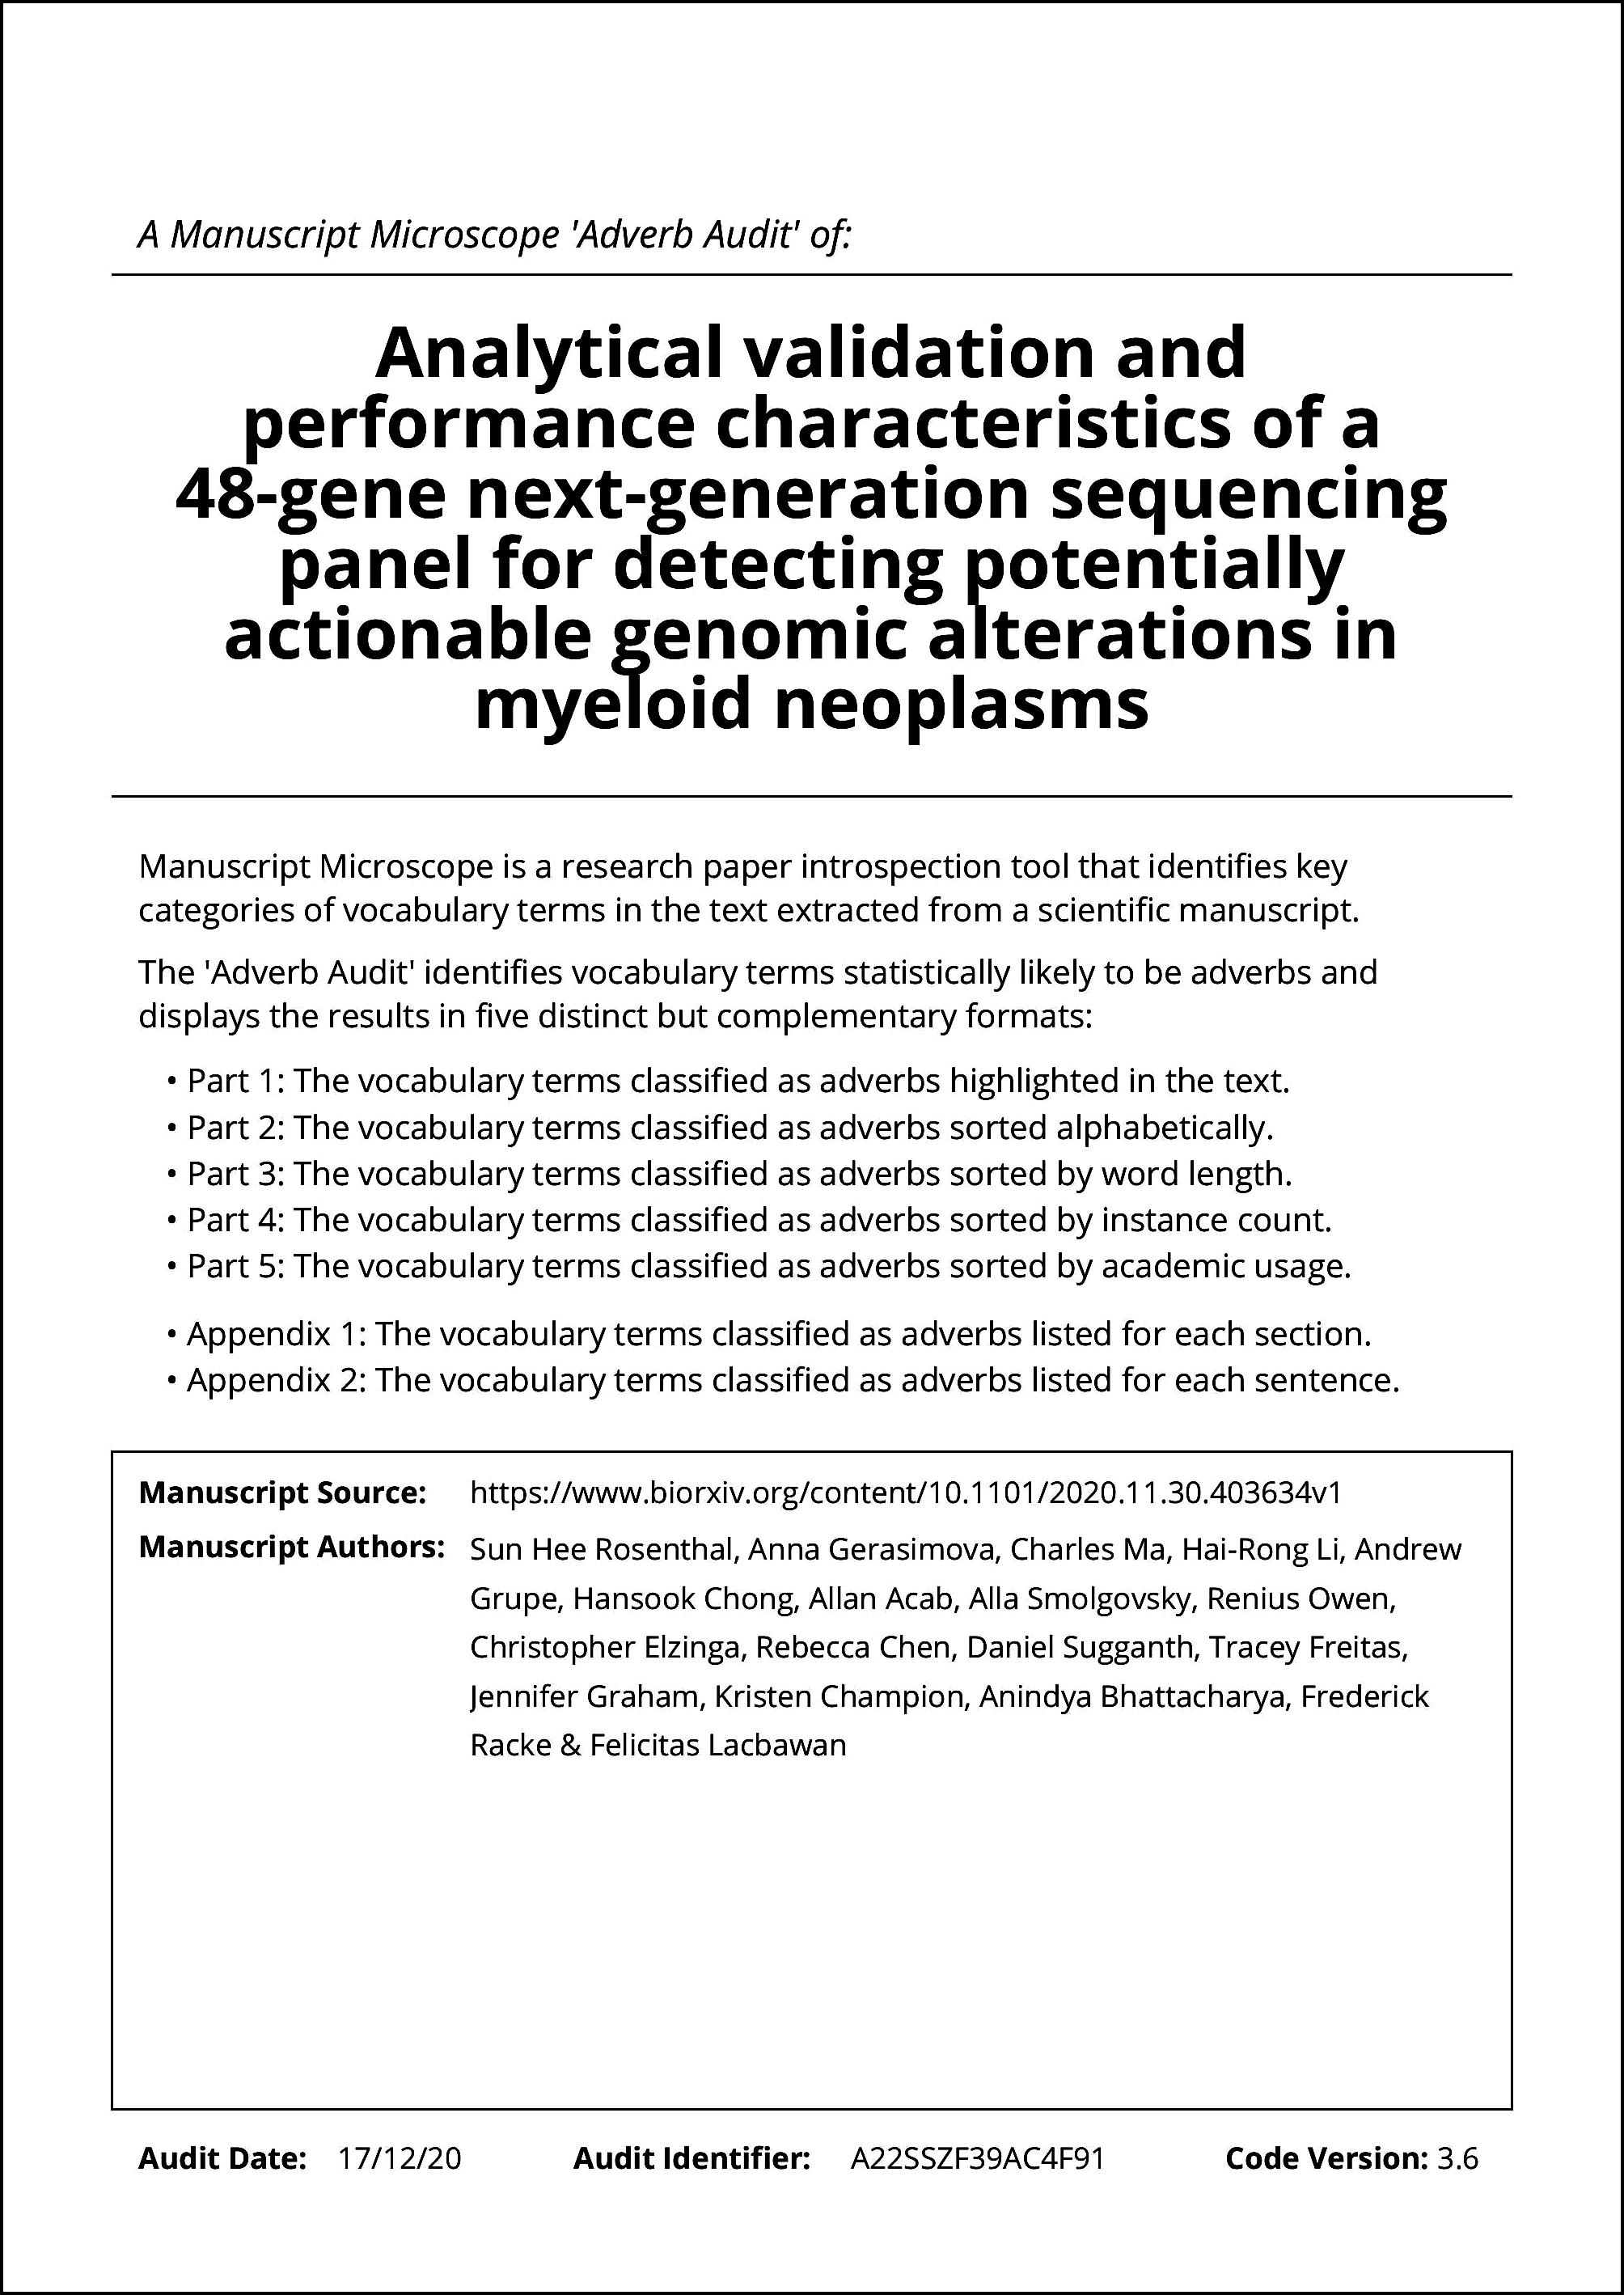 A Manuscript Microscope 'Adverb Audit' of:
Analytical validation and
performance characteristics of a
48-gene next-generation sequencing
panel for detecting potentially
actionable genomic alterations in
myeloid neoplasms
Manuscript Microscope is a research paper introspection tool that identifies key
categories of vocabulary terms in the text extracted from a scientific manuscript.
The 'Adverb Audit' identifies vocabulary terms statistically likely to be adverbs and
displays the results in five distinct but complementary formats:
• Part 1: The vocabulary terms classified as adverbs highlighted in the text.
• Part 2: The vocabulary terms classified as adverbs sorted alphabetically.
• Part 3: The vocabulary terms classified as adverbs sorted by word length.
• Part 4: The vocabulary terms classified as adverbs sorted by instance count.
• Part 5: The vocabulary terms classified as adverbs sorted by academic usage.
• Appendix 1: The vocabulary terms classified as adverbs listed for each section.
• Appendix 2: The vocabulary terms classified as adverbs listed for each sentence.
Manuscript Source: https://www.biorxiv.org/content/10.1101/2020.11.30.403634v1
Manuscript Authors: Sun Hee Rosenthal, Anna Gerasimova, Charles Ma, Hai-Rong Li, Andrew
Grupe, Hansook Chong, Allan Acab, Alla Smolgovsky, Renius Owen,
Christopher Elzinga, Rebecca Chen, Daniel Sugganth, Tracey Freitas,
Jennifer Graham, Kristen Champion, Anindya Bhattacharya, Frederick
Racke & Felicitas Lacbawan
Audit Date: 17/12/20 Audit Identifier: A22SSZF39AC4F91 Code Version: 3.6